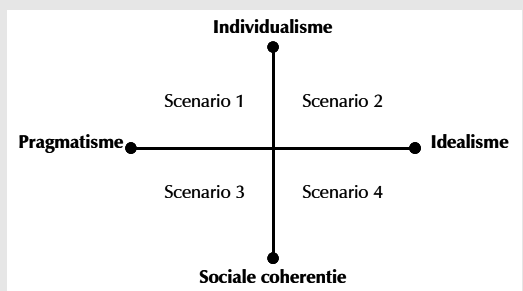 Individualisme
Scenario 1 Scenario 2
Pragmatisme Idealisme
Scenario 3 Scenario 4
Sociale coherentie